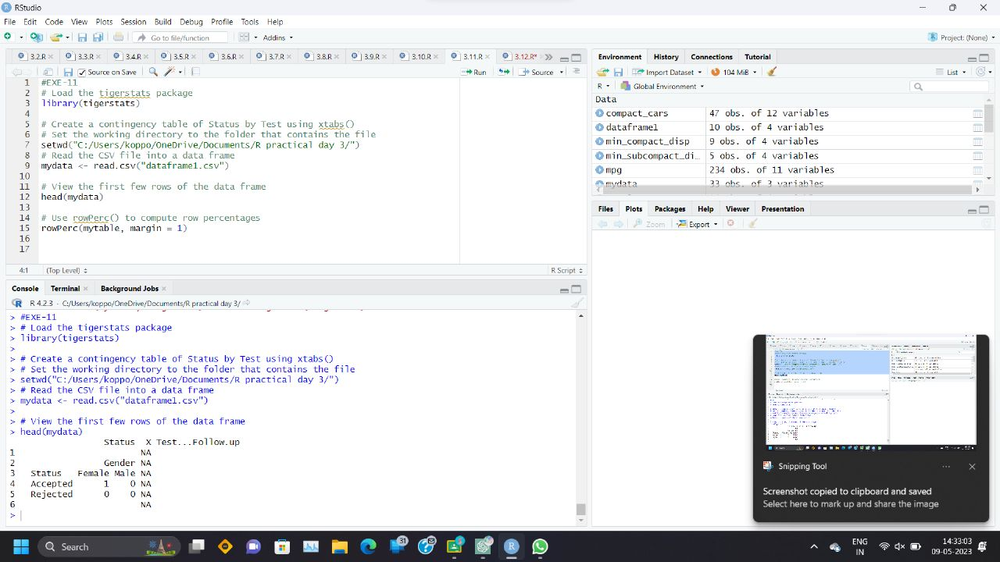 RStudio
File Edit Code View Plots Session Build Debug Profile Tools Help
Go to file/function Addins Project: (None)
3.2.R 3.3.R 3.4.R 3.5.R 3.6.R 3.7.R 3.8.R 3.9.R 3.10.R 3.11.R 3.12.R*
Source on Save Run Source
1 #EXE-11
2 # Load the tigerstats package
3 library(tigerstats)
4
5 # Create a contingency table of Status by Test using xtabs()
6 # Set the working directory to the folder that contains the file
7 setwd("C:/Users/koppo/OneDrive/Documents/R practical day 3/")
8 # Read the CSV file into a data frame
9 mydata <- read.csv("dataframe1.csv")
10
11 # View the first few rows of the data frame
12 head(mydata)
13
14 # Use rowPerc() to compute row percentages
15 rowPerc(mytable, margin = 1)
16
17
4:1 (Top Level) R Script
Console Terminal Background Jobs
R 4.2.3 · C:/Users/koppo/OneDrive/Documents/R practical day 3/
> #EXE-11
> # Load the tigerstats package
> library(tigerstats)
>
> # Create a contingency table of Status by Test using xtabs()
> # Set the working directory to the folder that contains the file
> setwd("C:/Users/koppo/OneDrive/Documents/R practical day 3/")
> # Read the CSV file into a data frame
> mydata <- read.csv("dataframe1.csv")
>
> # View the first few rows of the data frame
> head(mydata)
Status X Test...Follow.up
1 NA
2 Gender NA
3 Status Female Male NA
4 Accepted 1 0 NA
5 Rejected 0 0 NA
6 NA
>
Environment History Connections Tutorial
Import Dataset 104 MiB List
R Global Environment
Data
compact_cars 47 obs. of 12 variables
dataframe1 10 obs. of 4 variables
min_compact_disp 9 obs. of 4 variables
min_subcompact_di… 5 obs. of 4 variables
mpg 234 obs. of 11 variables
mydata 33 obs. of 3 variables
Files Plots Packages Help Viewer Presentation
Zoom Export
Snipping Tool
Screenshot copied to clipboard and saved
Select here to mark up and share the image
Search
31
ENG
IN
14:33:03
09-05-2023